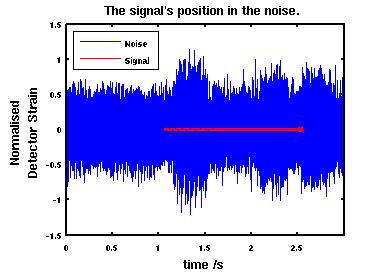 The signal's position in the noise.
1.5
1
0.5
0
-0.5
-1
-1.5
Normalised
Detector Strain
Noise
Signal
0
0.5
1
1.5
2
2.5
time /s